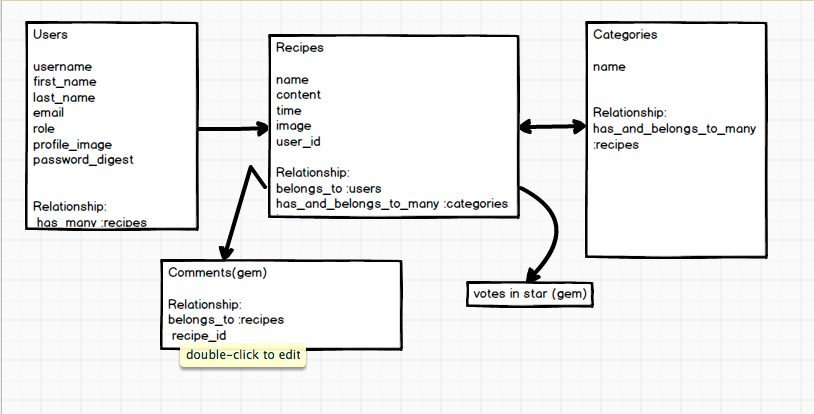 Users
username
first_name
last_name
email
role
profile_image
password_digest
Relationship:
has_many :recipes
Recipes
name
content
time
image
user_id
Relationship:
belongs_to :users
has_and_belongs_to_many :categories
Categories
name
Relationship:
has_and_belongs_to_many
:recipes
Comments(gem)
Relationship:
belongs_to :recipes
recipe_id
double-click to edit
votes in star (gem)